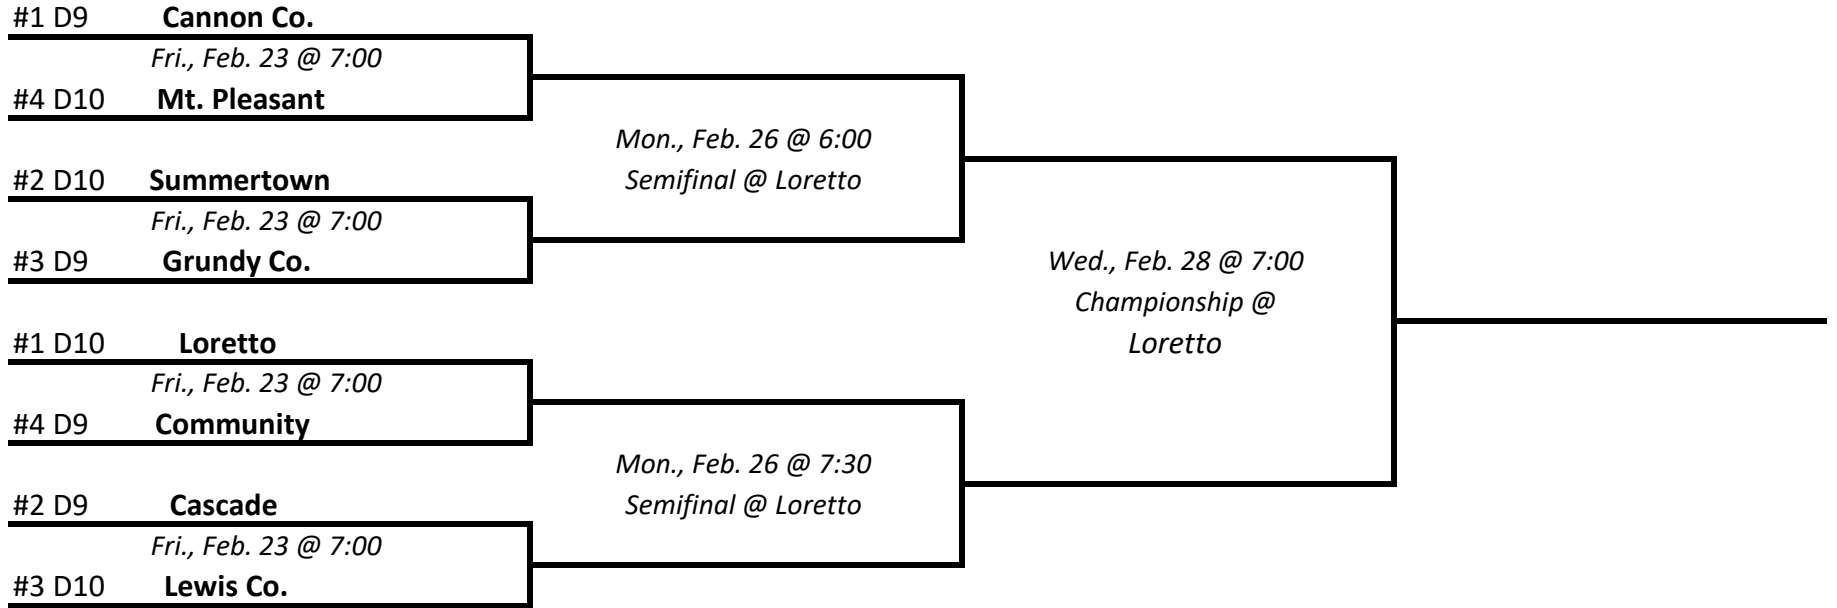 #1 D9 Cannon Co.
Fri., Feb. 23 @ 7:00
#4 D10 Mt. Pleasant
#2 D10 Summertown
Fri., Feb. 23 @ 7:00
#3 D9 Grundy Co.
#1 D10 Loretto
Fri., Feb. 23 @ 7:00
#4 D9 Community
#2 D9 Cascade
Fri., Feb. 23 @ 7:00
#3 D10 Lewis Co.
Mon., Feb. 26 @ 6:00
Semifinal @ Loretto
Mon., Feb. 26 @ 7:30
Semifinal @ Loretto
Wed., Feb. 28 @ 7:00
Championship @
Loretto